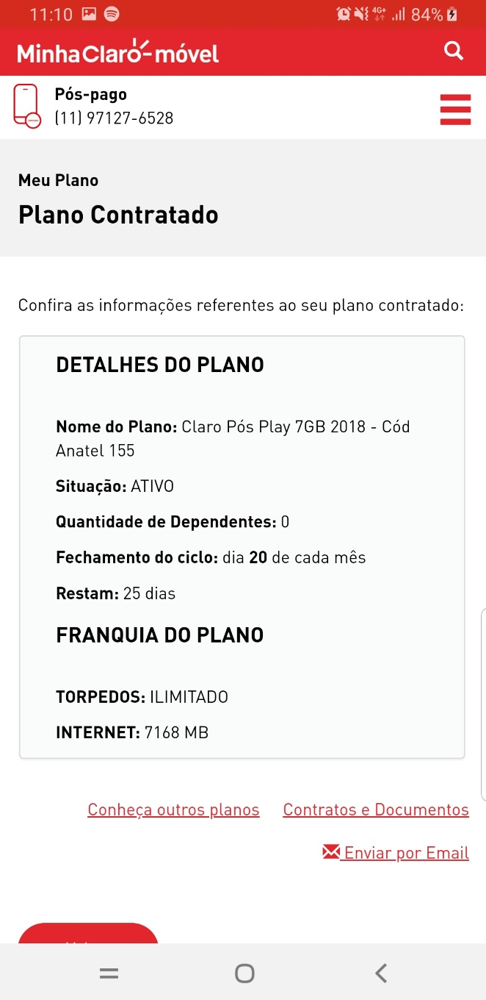 11:10 4G+ 84%
MinhaClaro-móvel
Pós-pago
(11) 97127-6528
Meu Plano
Plano Contratado
Confira as informações referentes ao seu plano contratado:
DETALHES DO PLANO
Nome do Plano: Claro Pós Play 7GB 2018 - Cód
Anatel 155
Situação: ATIVO
Quantidade de Dependentes: 0
Fechamento do ciclo: dia 20 de cada mês
Restam: 25 dias
FRANQUIA DO PLANO
TORPEDOS: ILIMITADO
INTERNET: 7168 MB
Conheça outros planos Contratos e Documentos
Enviar por Email